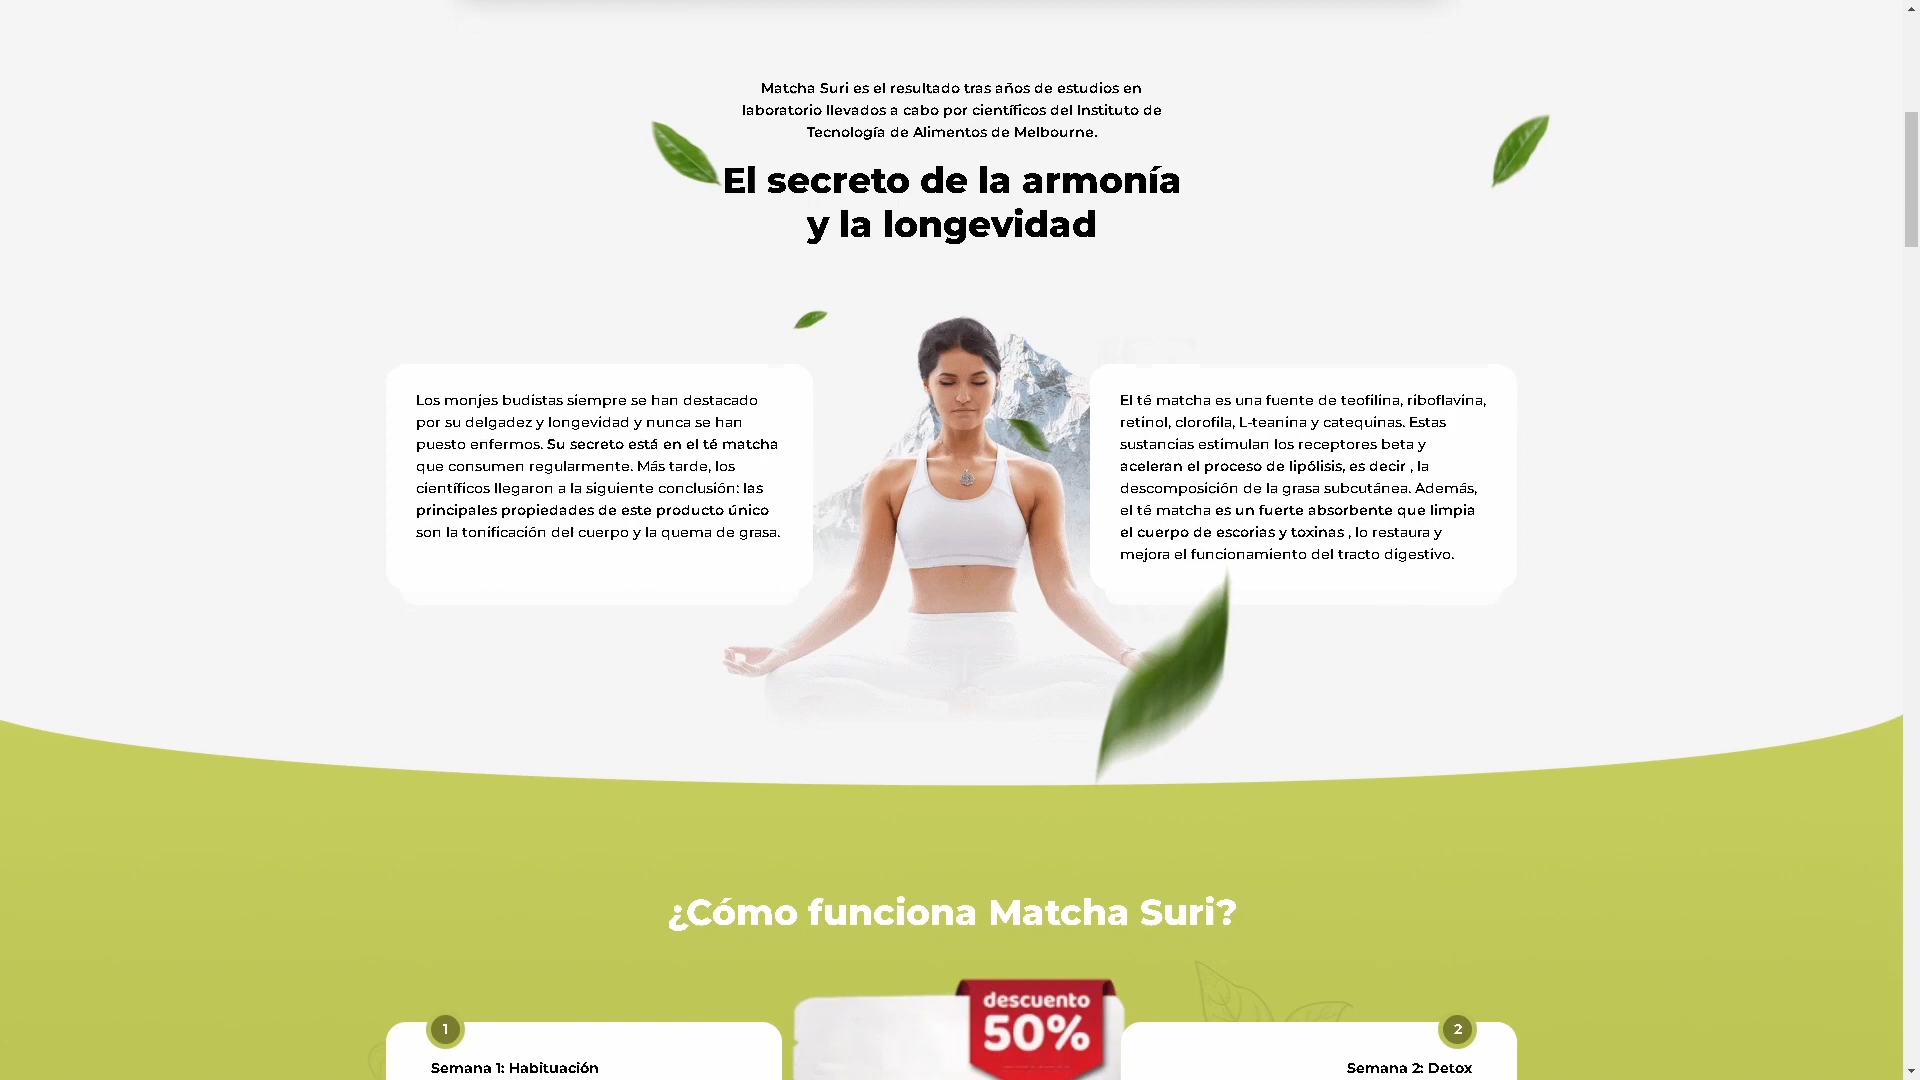 Matcha Suri es el resultado tras años de estudios en
laboratorio llevados a cabo por científicos del Instituto de
Tecnología de Alimentos de Melbourne.
El secreto de la armonía
y la longevidad
Los monjes budistas siempre se han destacado
por su delgadez y longevidad y nunca se han
puesto enfermos. Su secreto está en el té matcha
que consumen regularmente. Más tarde, los
científicos llegaron a la siguiente conclusión: las
principales propiedades de este producto único
son la tonificación del cuerpo y la quema de grasa.
El té matcha es una fuente de teofilina, riboflavina,
retinol, clorofila, L-teanina y catequinas. Estas
sustancias estimulan los receptores beta y
aceleran el proceso de lipólisis, es decir , la
descomposición de la grasa subcutánea. Además,
el té matcha es un fuerte absorbente que limpia
el cuerpo de escorias y toxinas , lo restaura y
mejora el funcionamiento del tracto digestivo.
¿Cómo funciona Matcha Suri?
descuento
50%
1
Semana 1: Habituación
2
Semana 2: Detox